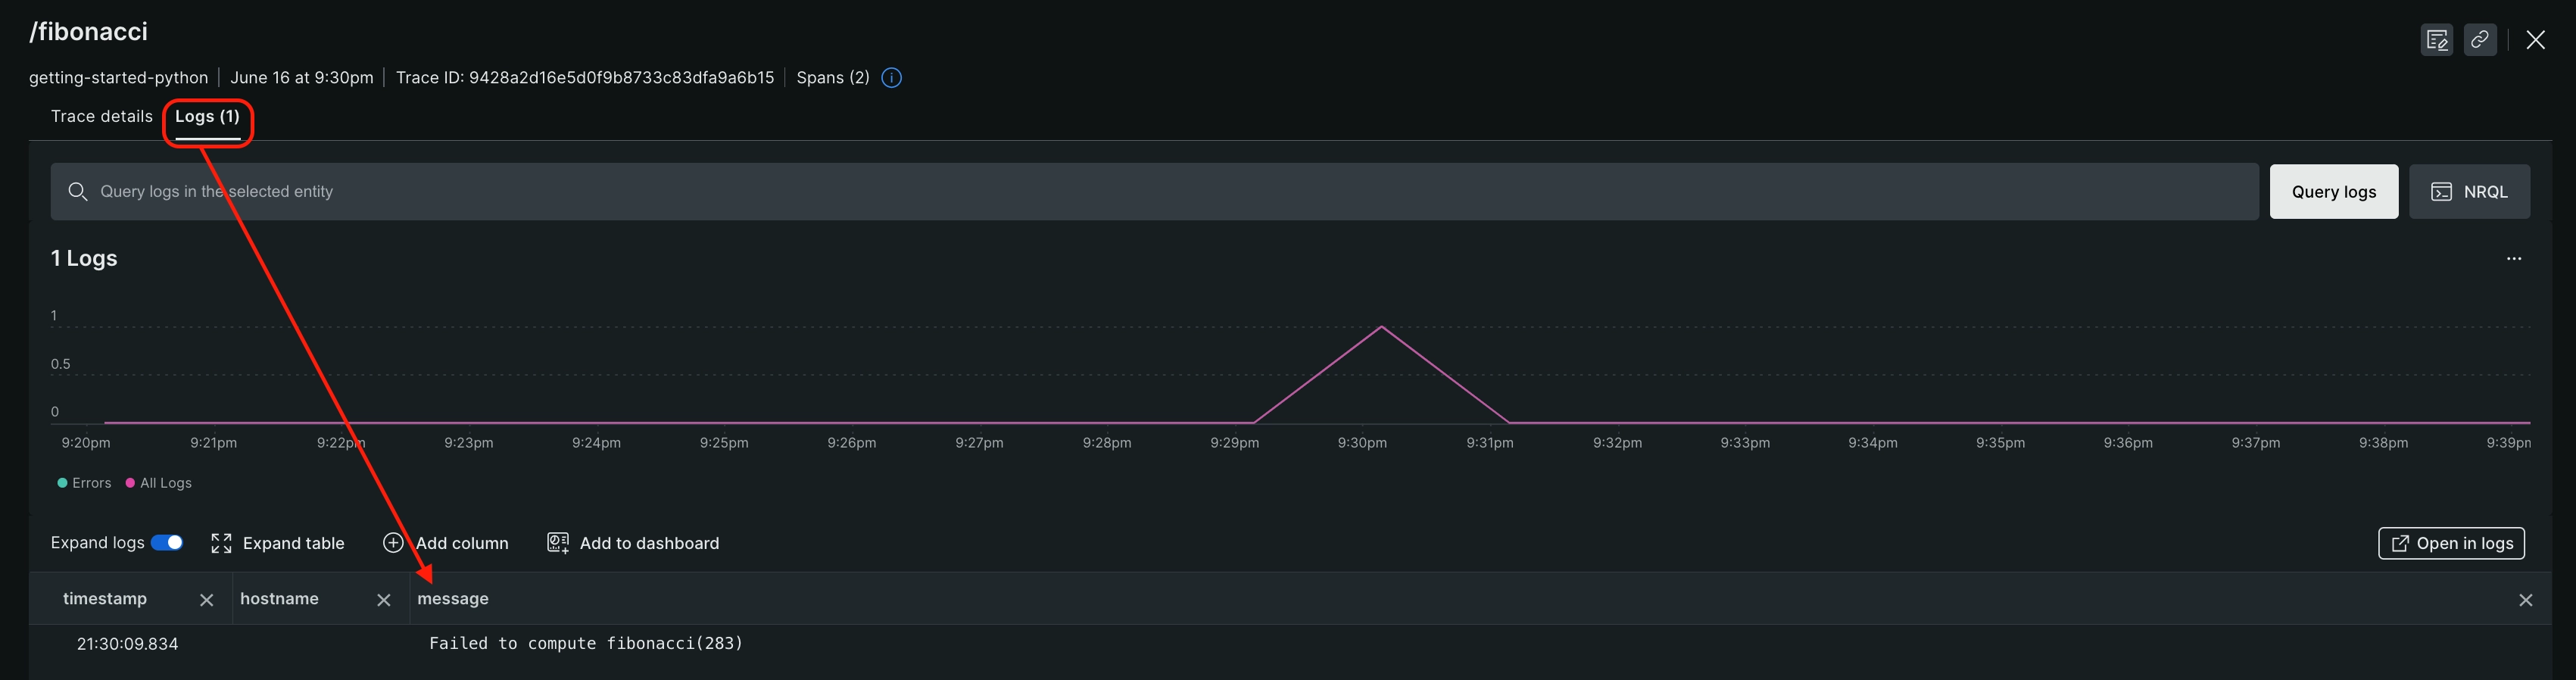 /fibonacci
getting-started-python | June 16 at 9:30pm | Trace ID: 9428a2d16e5d0f9b8733c83dfa9a6b15 | Spans (2)
Trace details Logs (1)
Query logs in the selected entity Query logs NRQL
1 Logs
1
0.5
0
9:20pm 9:21pm 9:22pm 9:23pm 9:24pm 9:25pm 9:26pm 9:27pm 9:28pm 9:29pm 9:30pm 9:31pm 9:32pm 9:33pm 9:34pm 9:35pm 9:36pm 9:37pm 9:38pm 9:39pm
Errors All Logs
Expand logs Expand table Add column Add to dashboard Open in logs
timestamp hostname message
21:30:09.834 Failed to compute fibonacci(283)